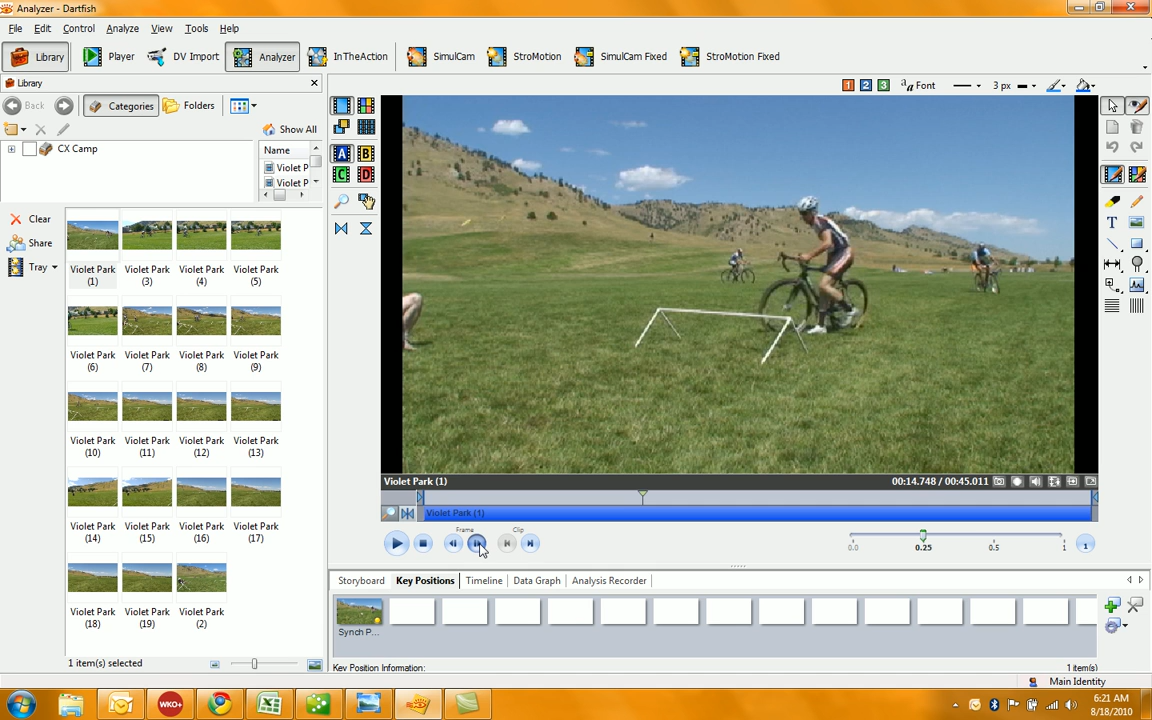 Analyzer - Dartfish
File Edit Control Analyze View Tools Help
Library Player DV Import Analyzer InTheAction SimulCam StroMotion SimulCam Fixed StroMotion Fixed
Library
Back Categories Folders
Show All
CX Camp
Name
Violet P
Violet P
Clear
Share
Tray
Violet Park (1)
Violet Park (3)
Violet Park (4)
Violet Park (5)
Violet Park (6)
Violet Park (7)
Violet Park (8)
Violet Park (9)
Violet Park (10)
Violet Park (11)
Violet Park (12)
Violet Park (13)
Violet Park (14)
Violet Park (15)
Violet Park (16)
Violet Park (17)
Violet Park (18)
Violet Park (19)
Violet Park (2)
1 item(s) selected
1 2 3 aa Font 3 px
A B
C D
T
Violet Park (1) 00:14.748 / 00:45.011
Violet Park (1)
Frame Clip
0.0 0.25 0.5 1 1
Storyboard Key Positions Timeline Data Graph Analysis Recorder
Synch P...
Key Position Information: 1 item(s)
Main Identity
WKO+
6:21 AM
8/18/2010